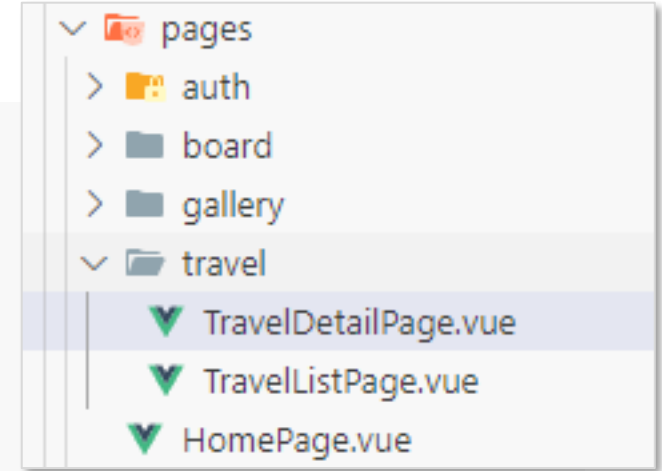 pages
auth
board
gallery
travel
TravelDetailPage.vue
TravelListPage.vue
HomePage.vue